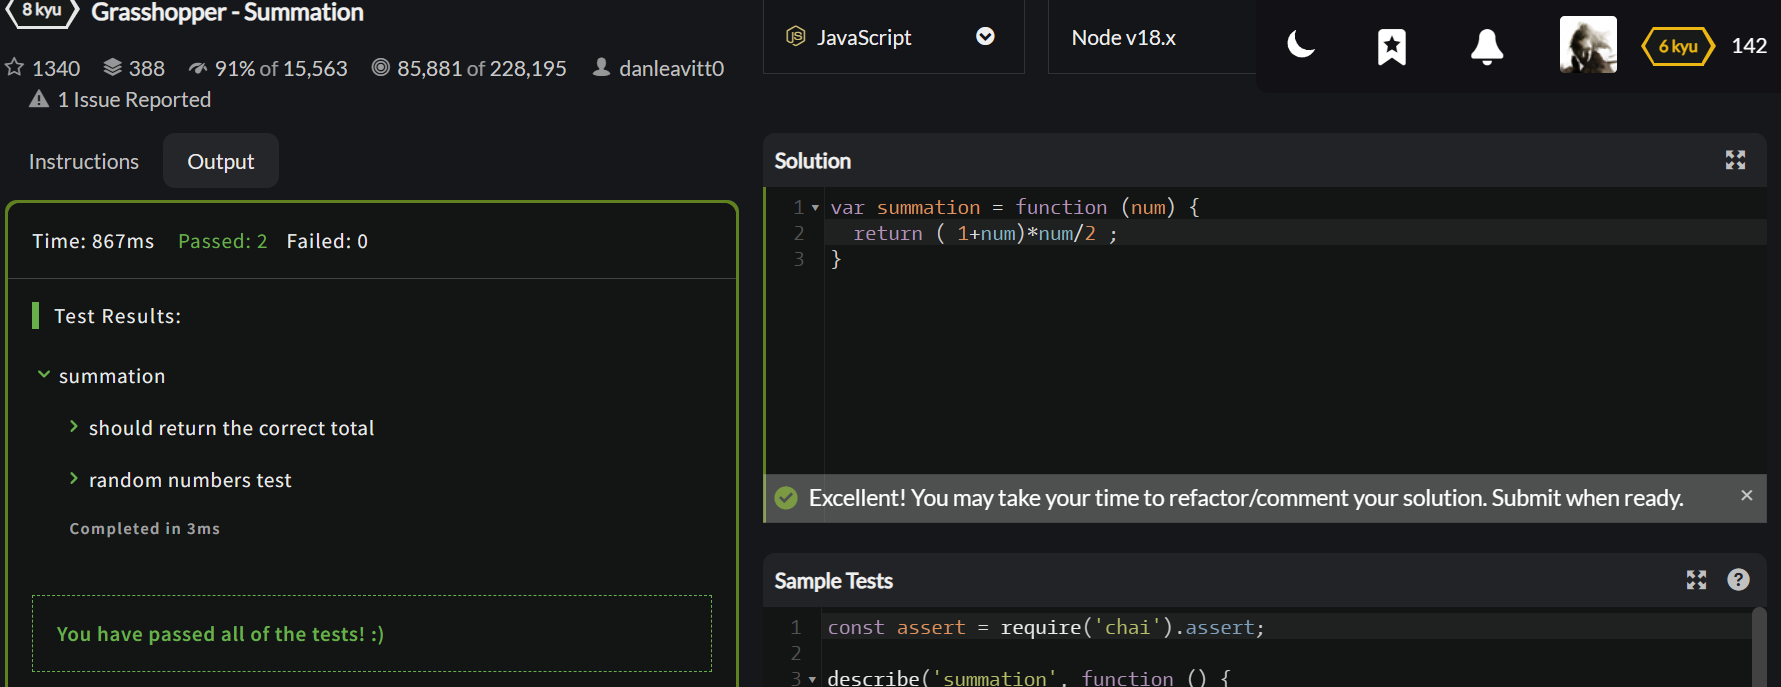 8 kyu Grasshopper - Summation
1340 388 91% of 15,563 85,881 of 228,195 danleavitt0
1 Issue Reported
JavaScript
Node v18.x
6 kyu 142
Instructions Output
Time: 867ms Passed: 2 Failed: 0
Test Results:
summation
should return the correct total
random numbers test
Completed in 3ms
You have passed all of the tests! :)
Solution
1 var summation = function (num) {
2 return ( 1+num)*num/2 ;
3 }
Excellent! You may take your time to refactor/comment your solution. Submit when ready.
Sample Tests
1 const assert = require('chai').assert;
2
3 describe('summation', function () {